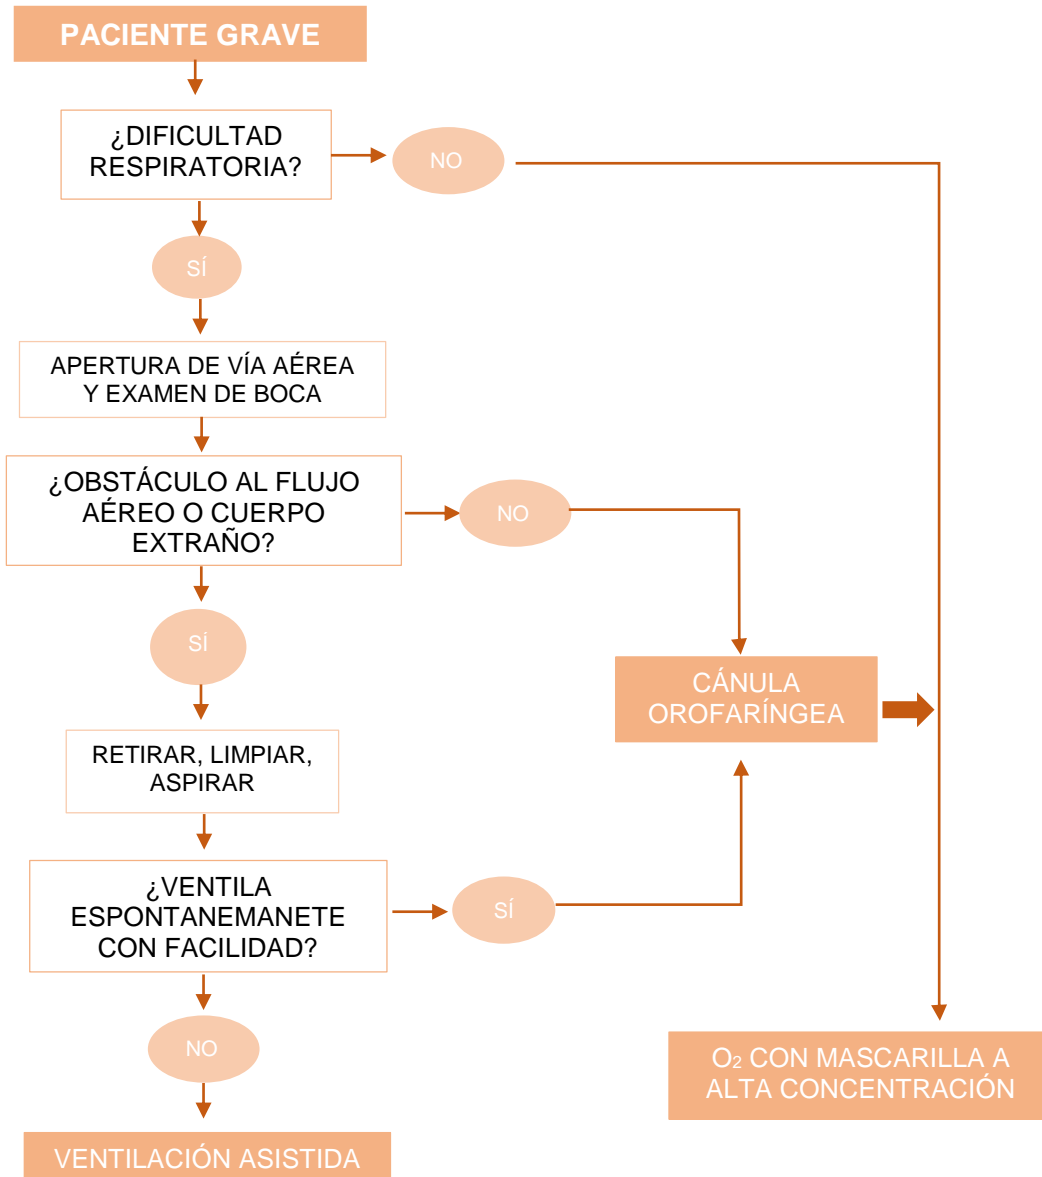 PACIENTE GRAVE
¿DIFICULTAD
RESPIRATORIA?
NO
SÍ
APERTURA DE VÍA AÉREA
Y EXAMEN DE BOCA
¿OBSTÁCULO AL FLUJO
AÉREO O CUERPO
EXTRAÑO?
NO
SÍ
CÁNULA
OROFARÍNGEA
RETIRAR, LIMPIAR,
ASPIRAR
¿VENTILA
ESPONTANEMANETE
CON FACILIDAD?
SÍ
NO
O₂ CON MASCARILLA A
ALTA CONCENTRACIÓN
VENTILACIÓN ASISTIDA